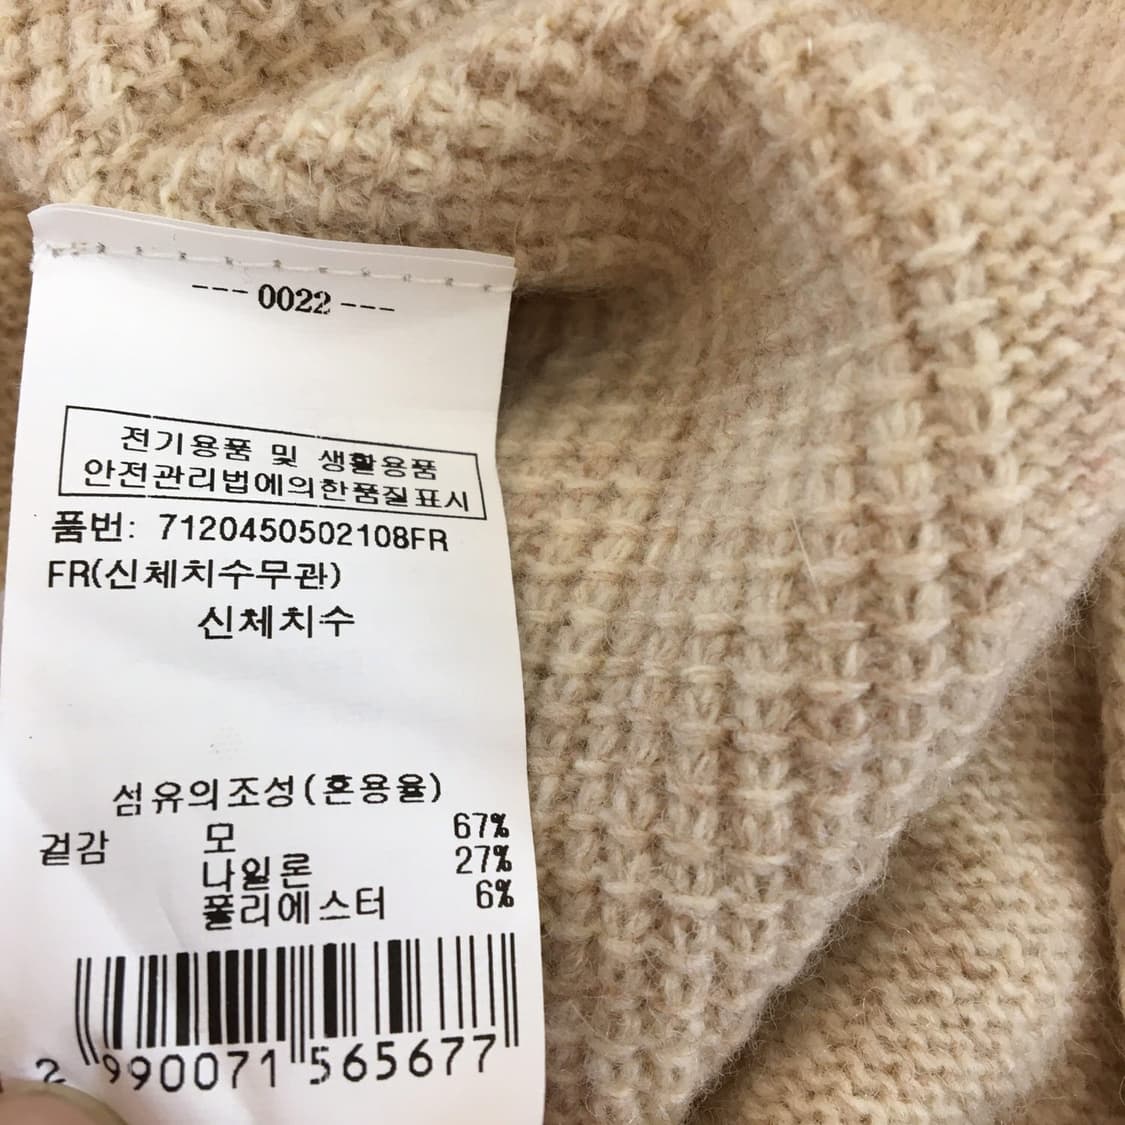 --- 0022 ---
전기용품 및 생활용품
안전관리법에의한품질표시
품번: 7120450502108FR
FR(신체치수무관)
신체치수
섬유의조성(혼용율)
겉감 모 67%
나일론 27%
폴리에스터 6%
2 990071 565677